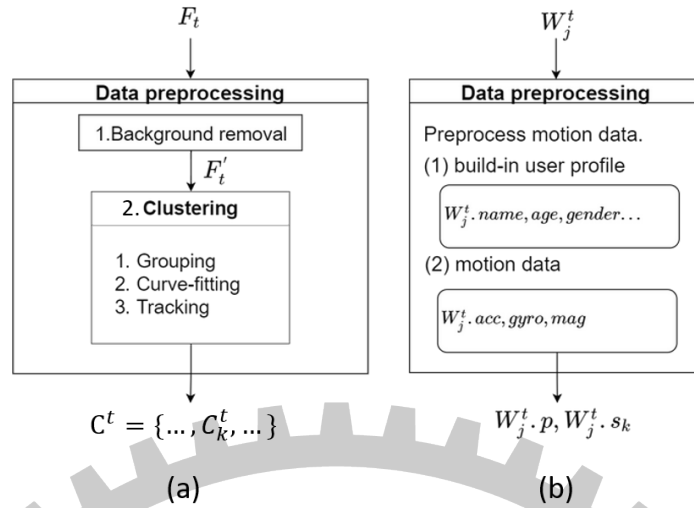 F_t
Data preprocessing
1.Background removal
F_t^'
2. Clustering
1. Grouping
2. Curve-fitting
3. Tracking
C^t = {…, C_k^t, …}
(a)
W_j^t
Data preprocessing
Preprocess motion data.
(1) build-in user profile
W_j^t.name, age, gender...
(2) motion data
W_j^t.acc, gyro, mag
W_j^t.p, W_j^t.s_k
(b)